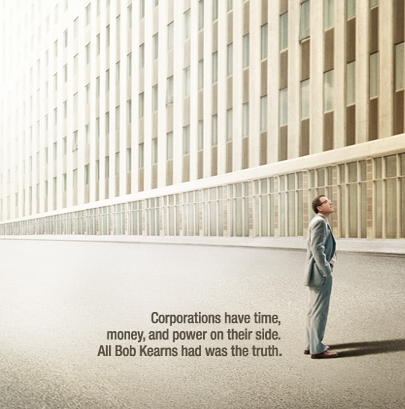 Corporations have time,
money, and power on their side.
All Bob Kearns had was the truth.